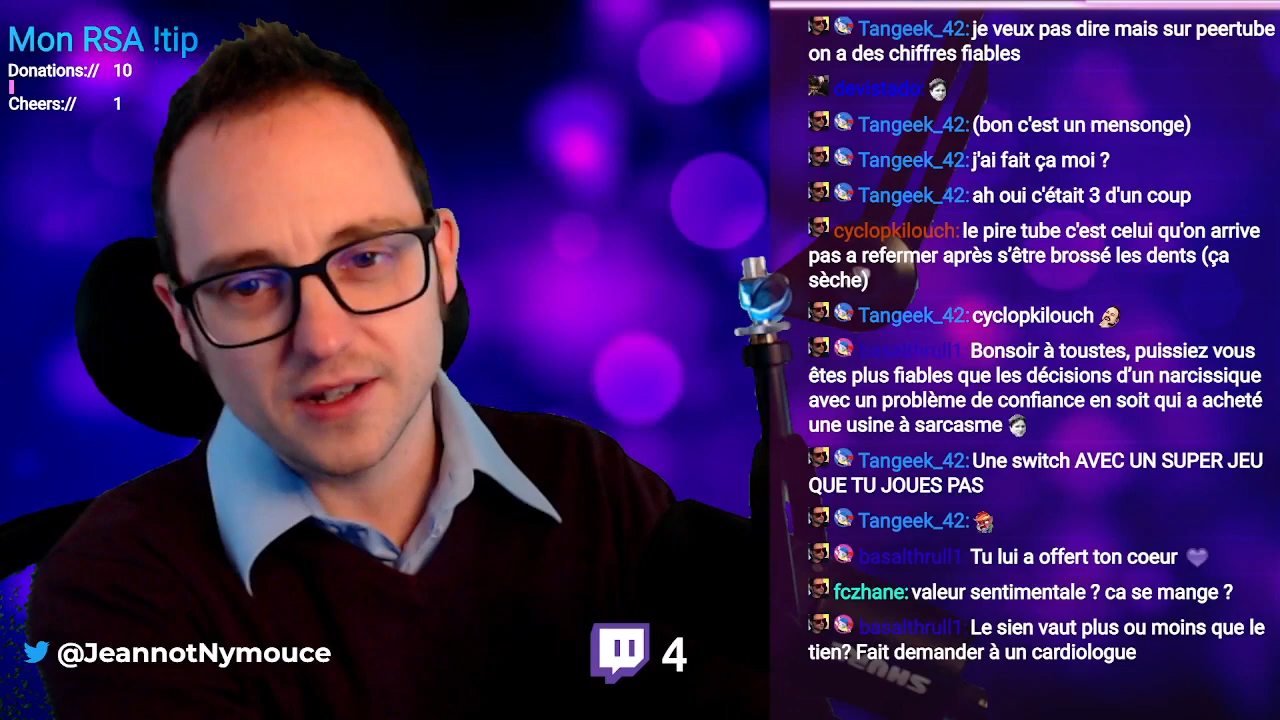 Mon RSA !tip
Donations:// 10
Cheers:// 1
Tangeek_42: je veux pas dire mais sur peertube
on a des chiffres fiables
devistado:
Tangeek_42: (bon c'est un mensonge)
Tangeek_42: j'ai fait ça moi ?
Tangeek_42: ah oui c'était 3 d'un coup
cyclopkilouch: le pire tube c'est celui qu'on arrive
pas a refermer après s'être brossé les dents (ça
sèche)
Tangeek_42: cyclopkilouch
basalthrull1 Bonsoir à toustes, puissiez vous
êtes plus fiables que les décisions d'un narcissique
avec un problème de confiance en soit qui a acheté
une usine à sarcasme
Tangeek_42: Une switch AVEC UN SUPER JEU
QUE TU JOUES PAS
Tangeek_42:
basalthrull1 Tu lui a offert ton coeur
fczhane: valeur sentimentale ? ca se mange ?
basalthrull1 Le sien vaut plus ou moins que le
tien? Fait demander à un cardiologue
@JeannotNymouce
4